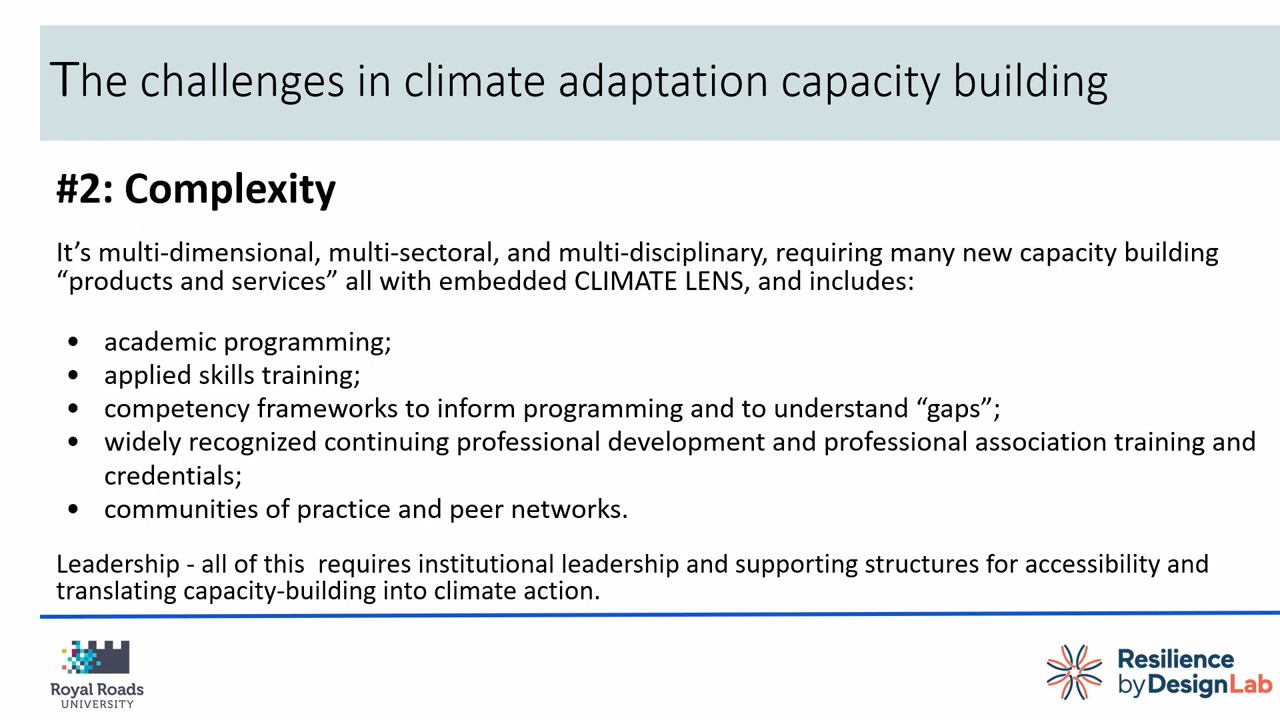 The challenges in climate adaptation capacity building
#2: Complexity
It’s multi-dimensional, multi-sectoral, and multi-disciplinary, requiring many new capacity building
“products and services” all with embedded CLIMATE LENS, and includes:
• academic programming;
• applied skills training;
• competency frameworks to inform programming and to understand “gaps”;
• widely recognized continuing professional development and professional association training and
credentials;
• communities of practice and peer networks.
Leadership - all of this  requires institutional leadership and supporting structures for accessibility and
translating capacity-building into climate action.
Royal Roads
UNIVERSITY
Resilience
byDesignLab